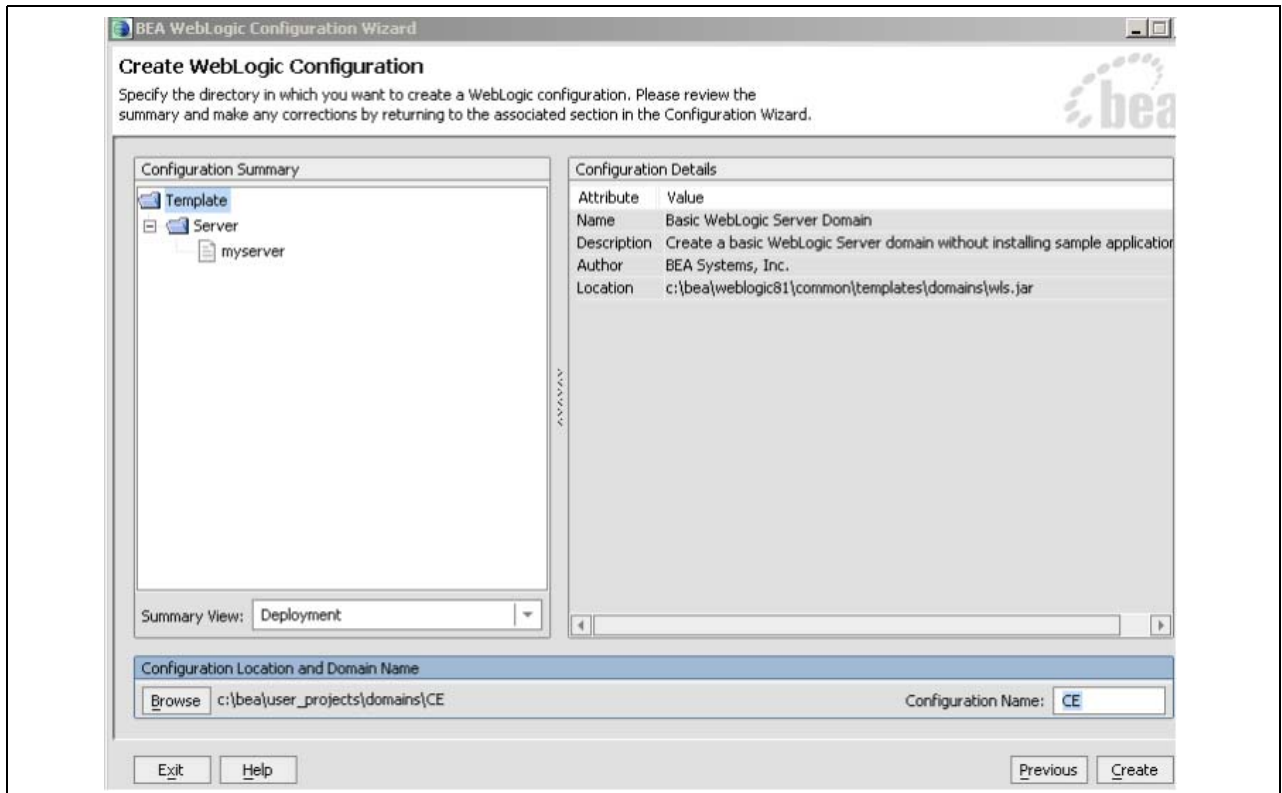 BEA WebLogic Configuration Wizard
Create WebLogic Configuration
Specify the directory in which you want to create a WebLogic configuration. Please review the
summary and make any corrections by returning to the associated section in the Configuration Wizard.
bea
Configuration Summary
Template
Server
myserver
Summary View: Deployment
Configuration Details
Attribute Value
Name Basic WebLogic Server Domain
Description Create a basic WebLogic Server domain without installing sample application
Author BEA Systems, Inc.
Location c:\bea\weblogic81\common\templates\domains\wls.jar
Configuration Location and Domain Name
Browse c:\bea\user_projects\domains\CE Configuration Name: CE
Exit Help Previous Create